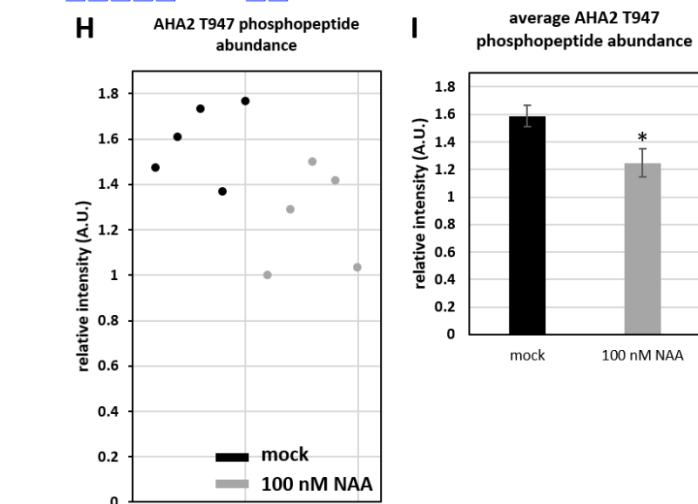 H
AHA2 T947 phosphopeptide
abundance
relative intensity (A.U.)
1.8
1.6
1.4
1.2
1
0.8
0.6
0.4
0.2
0
mock
100 nM NAA
I
average AHA2 T947
phosphopeptide abundance
relative intensity (A.U.)
1.8
1.6
1.4
1.2
1
0.8
0.6
0.4
0.2
0
*
mock
100 nM NAA